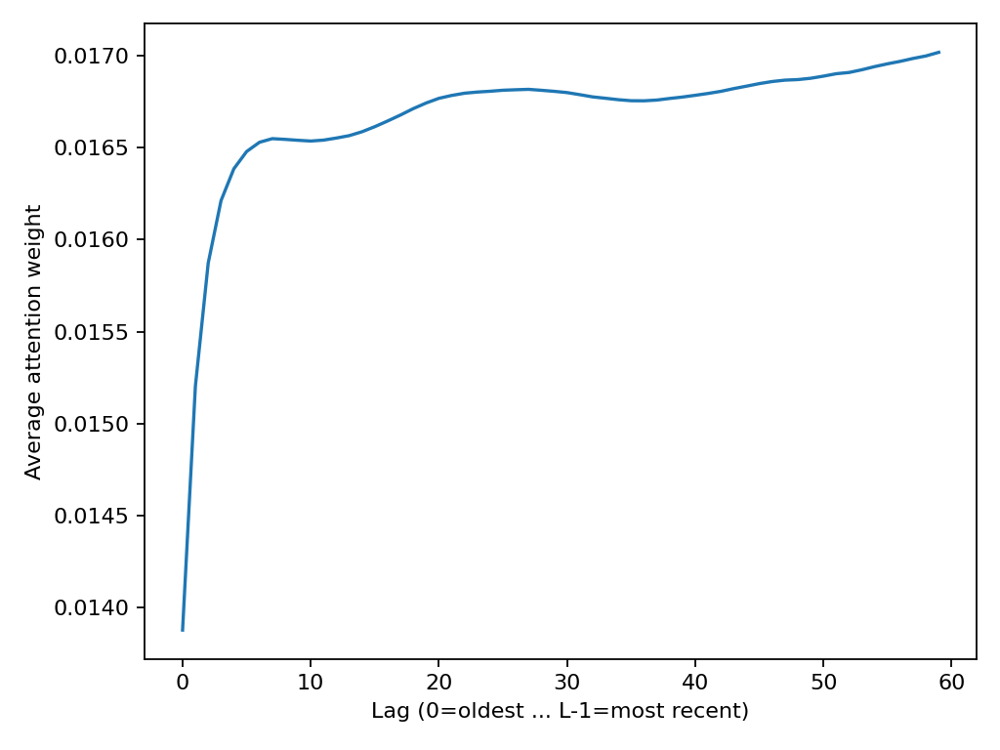 Average attention weight
0.0170
0.0165
0.0160
0.0155
0.0150
0.0145
0.0140
0 10 20 30 40 50 60
Lag (0=oldest ... L-1=most recent)